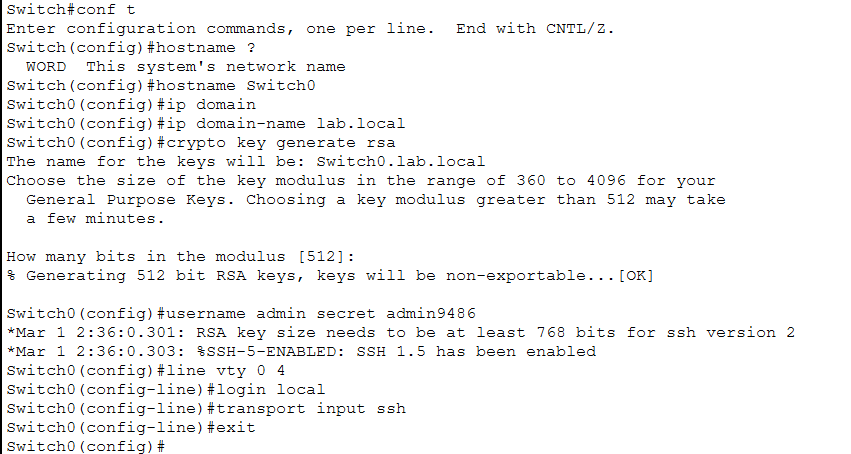 Switch#conf t
Enter configuration commands, one per line.  End with CNTL/Z.
Switch(config)#hostname ?
  WORD  This system's network name
Switch(config)#hostname Switch0
Switch0(config)#ip domain
Switch0(config)#ip domain-name lab.local
Switch0(config)#crypto key generate rsa
The name for the keys will be: Switch0.lab.local
Choose the size of the key modulus in the range of 360 to 4096 for your
  General Purpose Keys. Choosing a key modulus greater than 512 may take
  a few minutes.

How many bits in the modulus [512]:
% Generating 512 bit RSA keys, keys will be non-exportable...[OK]

Switch0(config)#username admin secret admin9486
*Mar 1 2:36:0.301: RSA key size needs to be at least 768 bits for ssh version 2
*Mar 1 2:36:0.303: %SSH-5-ENABLED: SSH 1.5 has been enabled
Switch0(config)#line vty 0 4
Switch0(config-line)#login local
Switch0(config-line)#transport input ssh
Switch0(config-line)#exit
Switch0(config)#